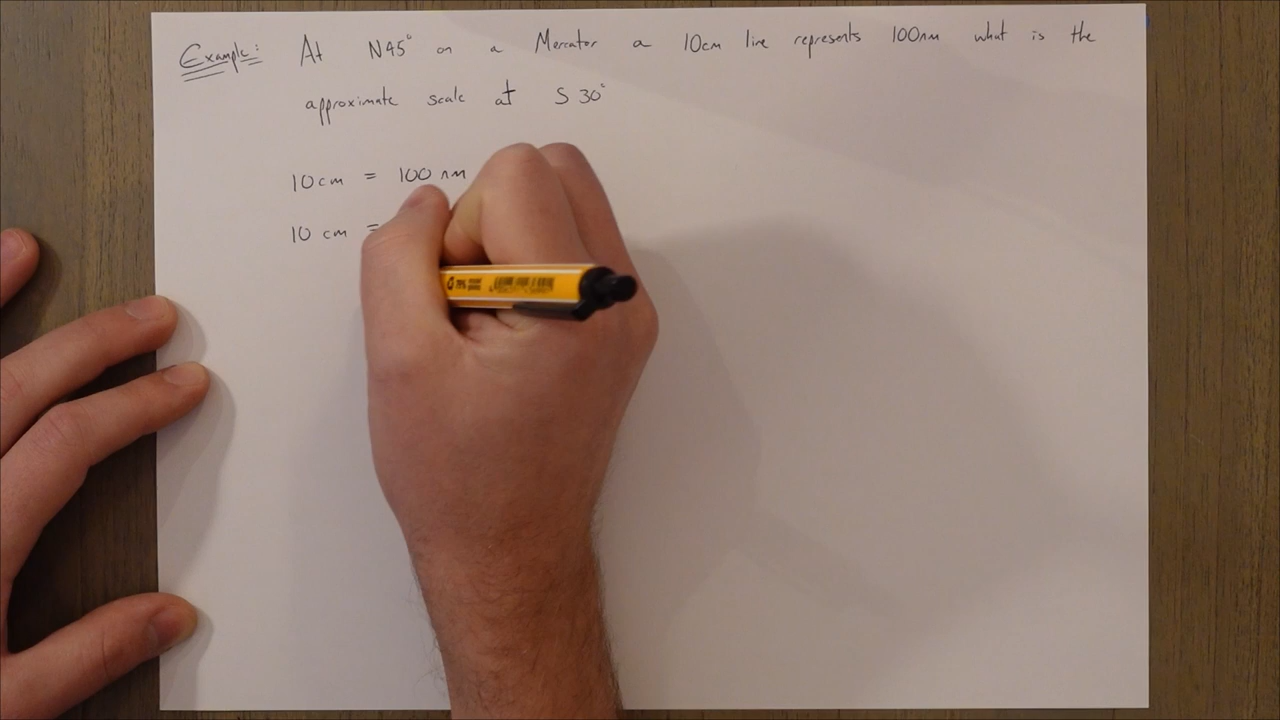 Example: At N45° on a Mercator a 10cm line represents 100nm what is the
approximate scale at S 30°
10cm = 100 nm
10 cm =